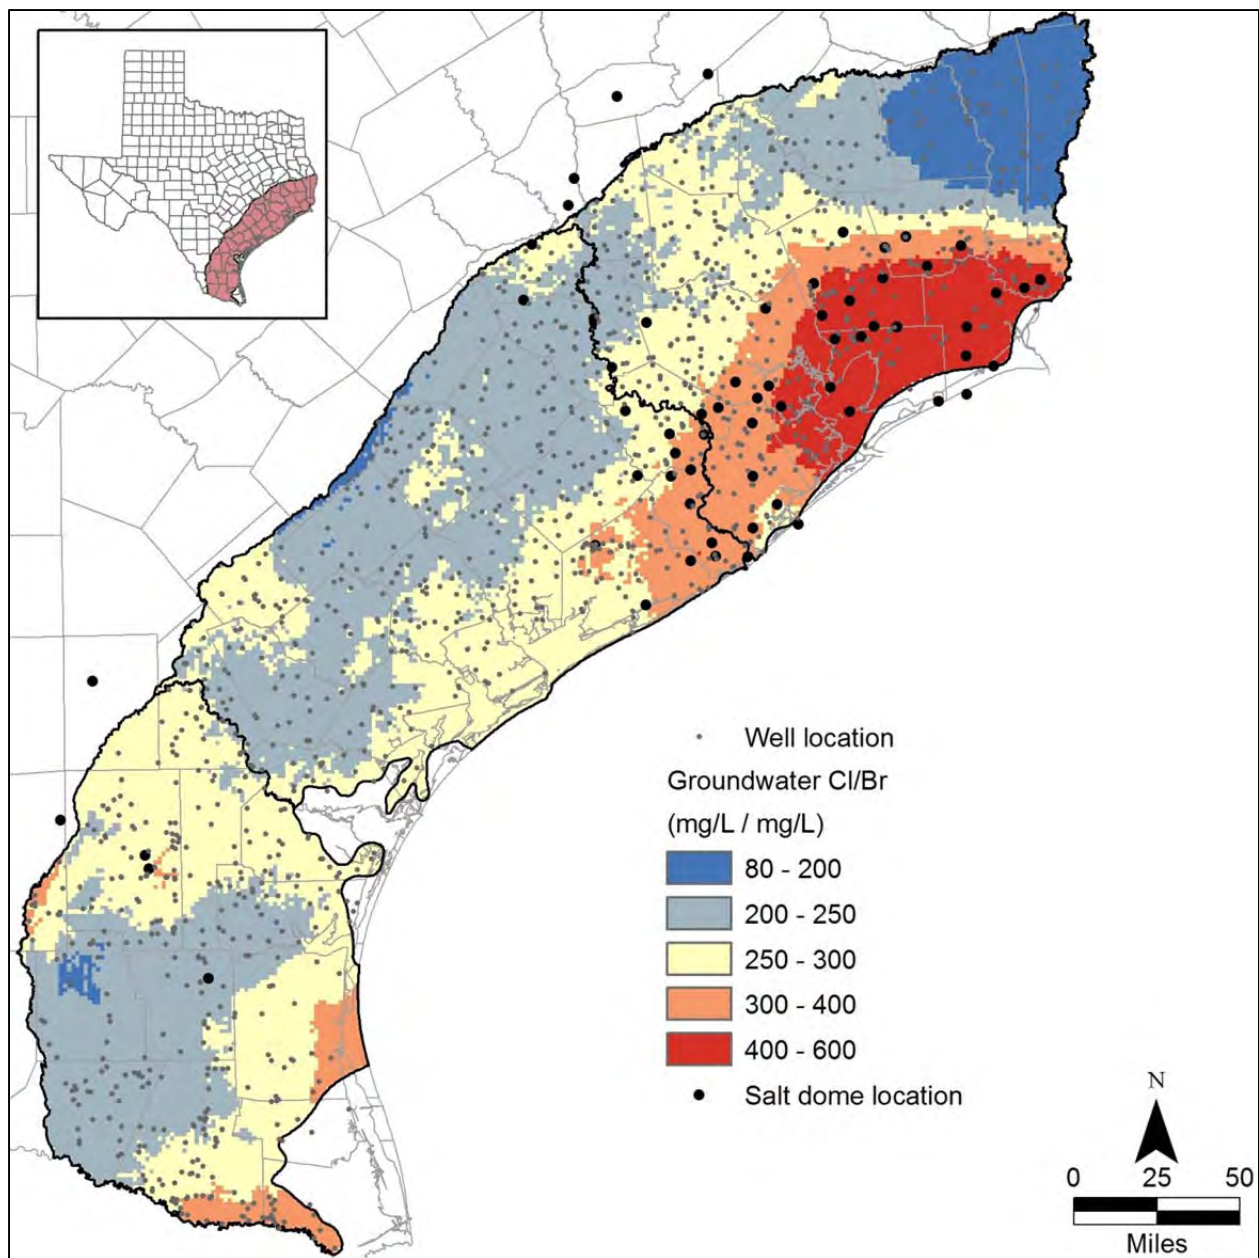 Well location
Groundwater Cl/Br
(mg/L / mg/L)
80 - 200
200 - 250
250 - 300
300 - 400
400 - 600
Salt dome location
N
0 25 50
Miles